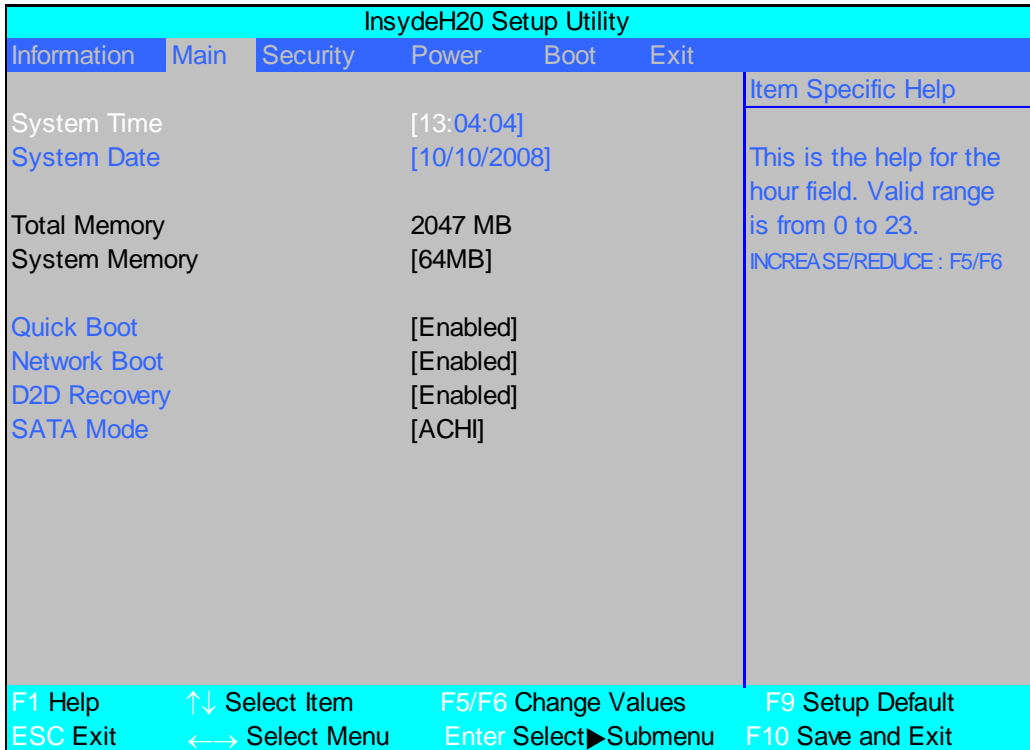 InsydeH20 Setup Utility
Information Main Security Power Boot Exit
Item Specific Help
System Time [13:04:04]
System Date [10/10/2008]
This is the help for the
hour field. Valid range
is from 0 to 23.
INCREASE/REDUCE : F5/F6
Total Memory 2047 MB
System Memory [64MB]
Quick Boot [Enabled]
Network Boot [Enabled]
D2D Recovery [Enabled]
SATA Mode [ACHI]
F1 Help ↑↓ Select Item F5/F6 Change Values F9 Setup Default
ESC Exit ←→ Select Menu Enter Select▶Submenu F10 Save and Exit